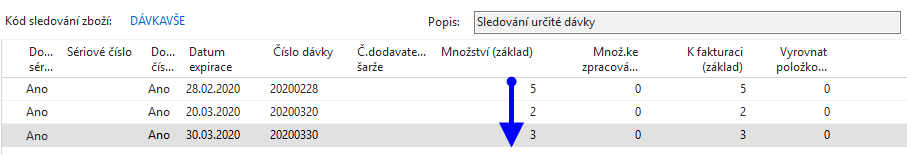 Kód sledování zboží: DÁVKAVŠE Popis: Sledování určité dávky
Do... Sériové číslo Do... Datum Číslo dávky Č.dodavate... Množství (základ) Množ.ke K fakturaci Vyrovnat
sér... čís... expirace šarže zpracová... (základ) položko...
Ano Ano 28.02.2020 20200228 5 0 5 0
Ano Ano 20.03.2020 20200320 2 0 2 0
Ano Ano 30.03.2020 20200330 3 0 3 0